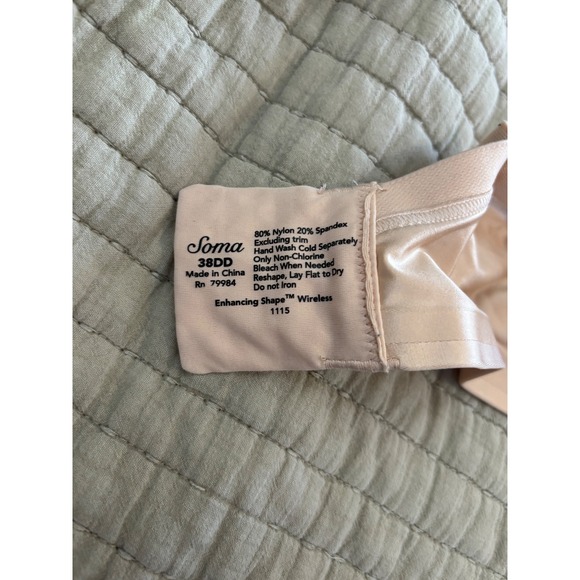 Soma
38DD
Made in China
Rn 79984
80% Nylon 20% Spandex
Excluding trim
Hand Wash Cold Separately
Only Non-Chlorine
Bleach When Needed
Reshape, Lay Flat to Dry
Do not Iron
Enhancing Shape™ Wireless
1115